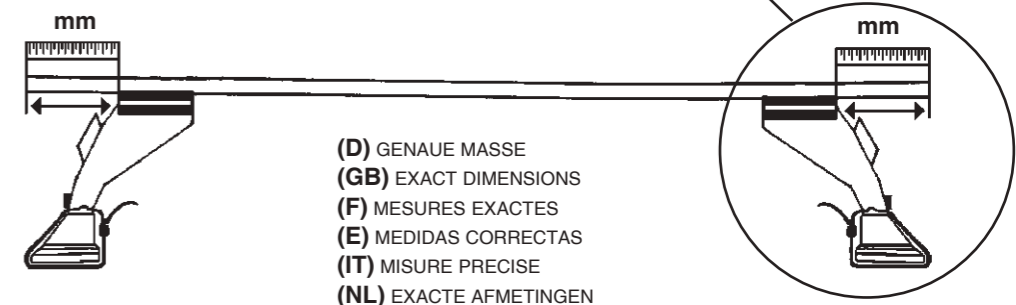 mm
mm
(D) GENAUE MASSE
(GB) EXACT DIMENSIONS
(F) MESURES EXACTES
(E) MEDIDAS CORRECTAS
(IT) MISURE PRECISE
(NL) EXACTE AFMETINGEN